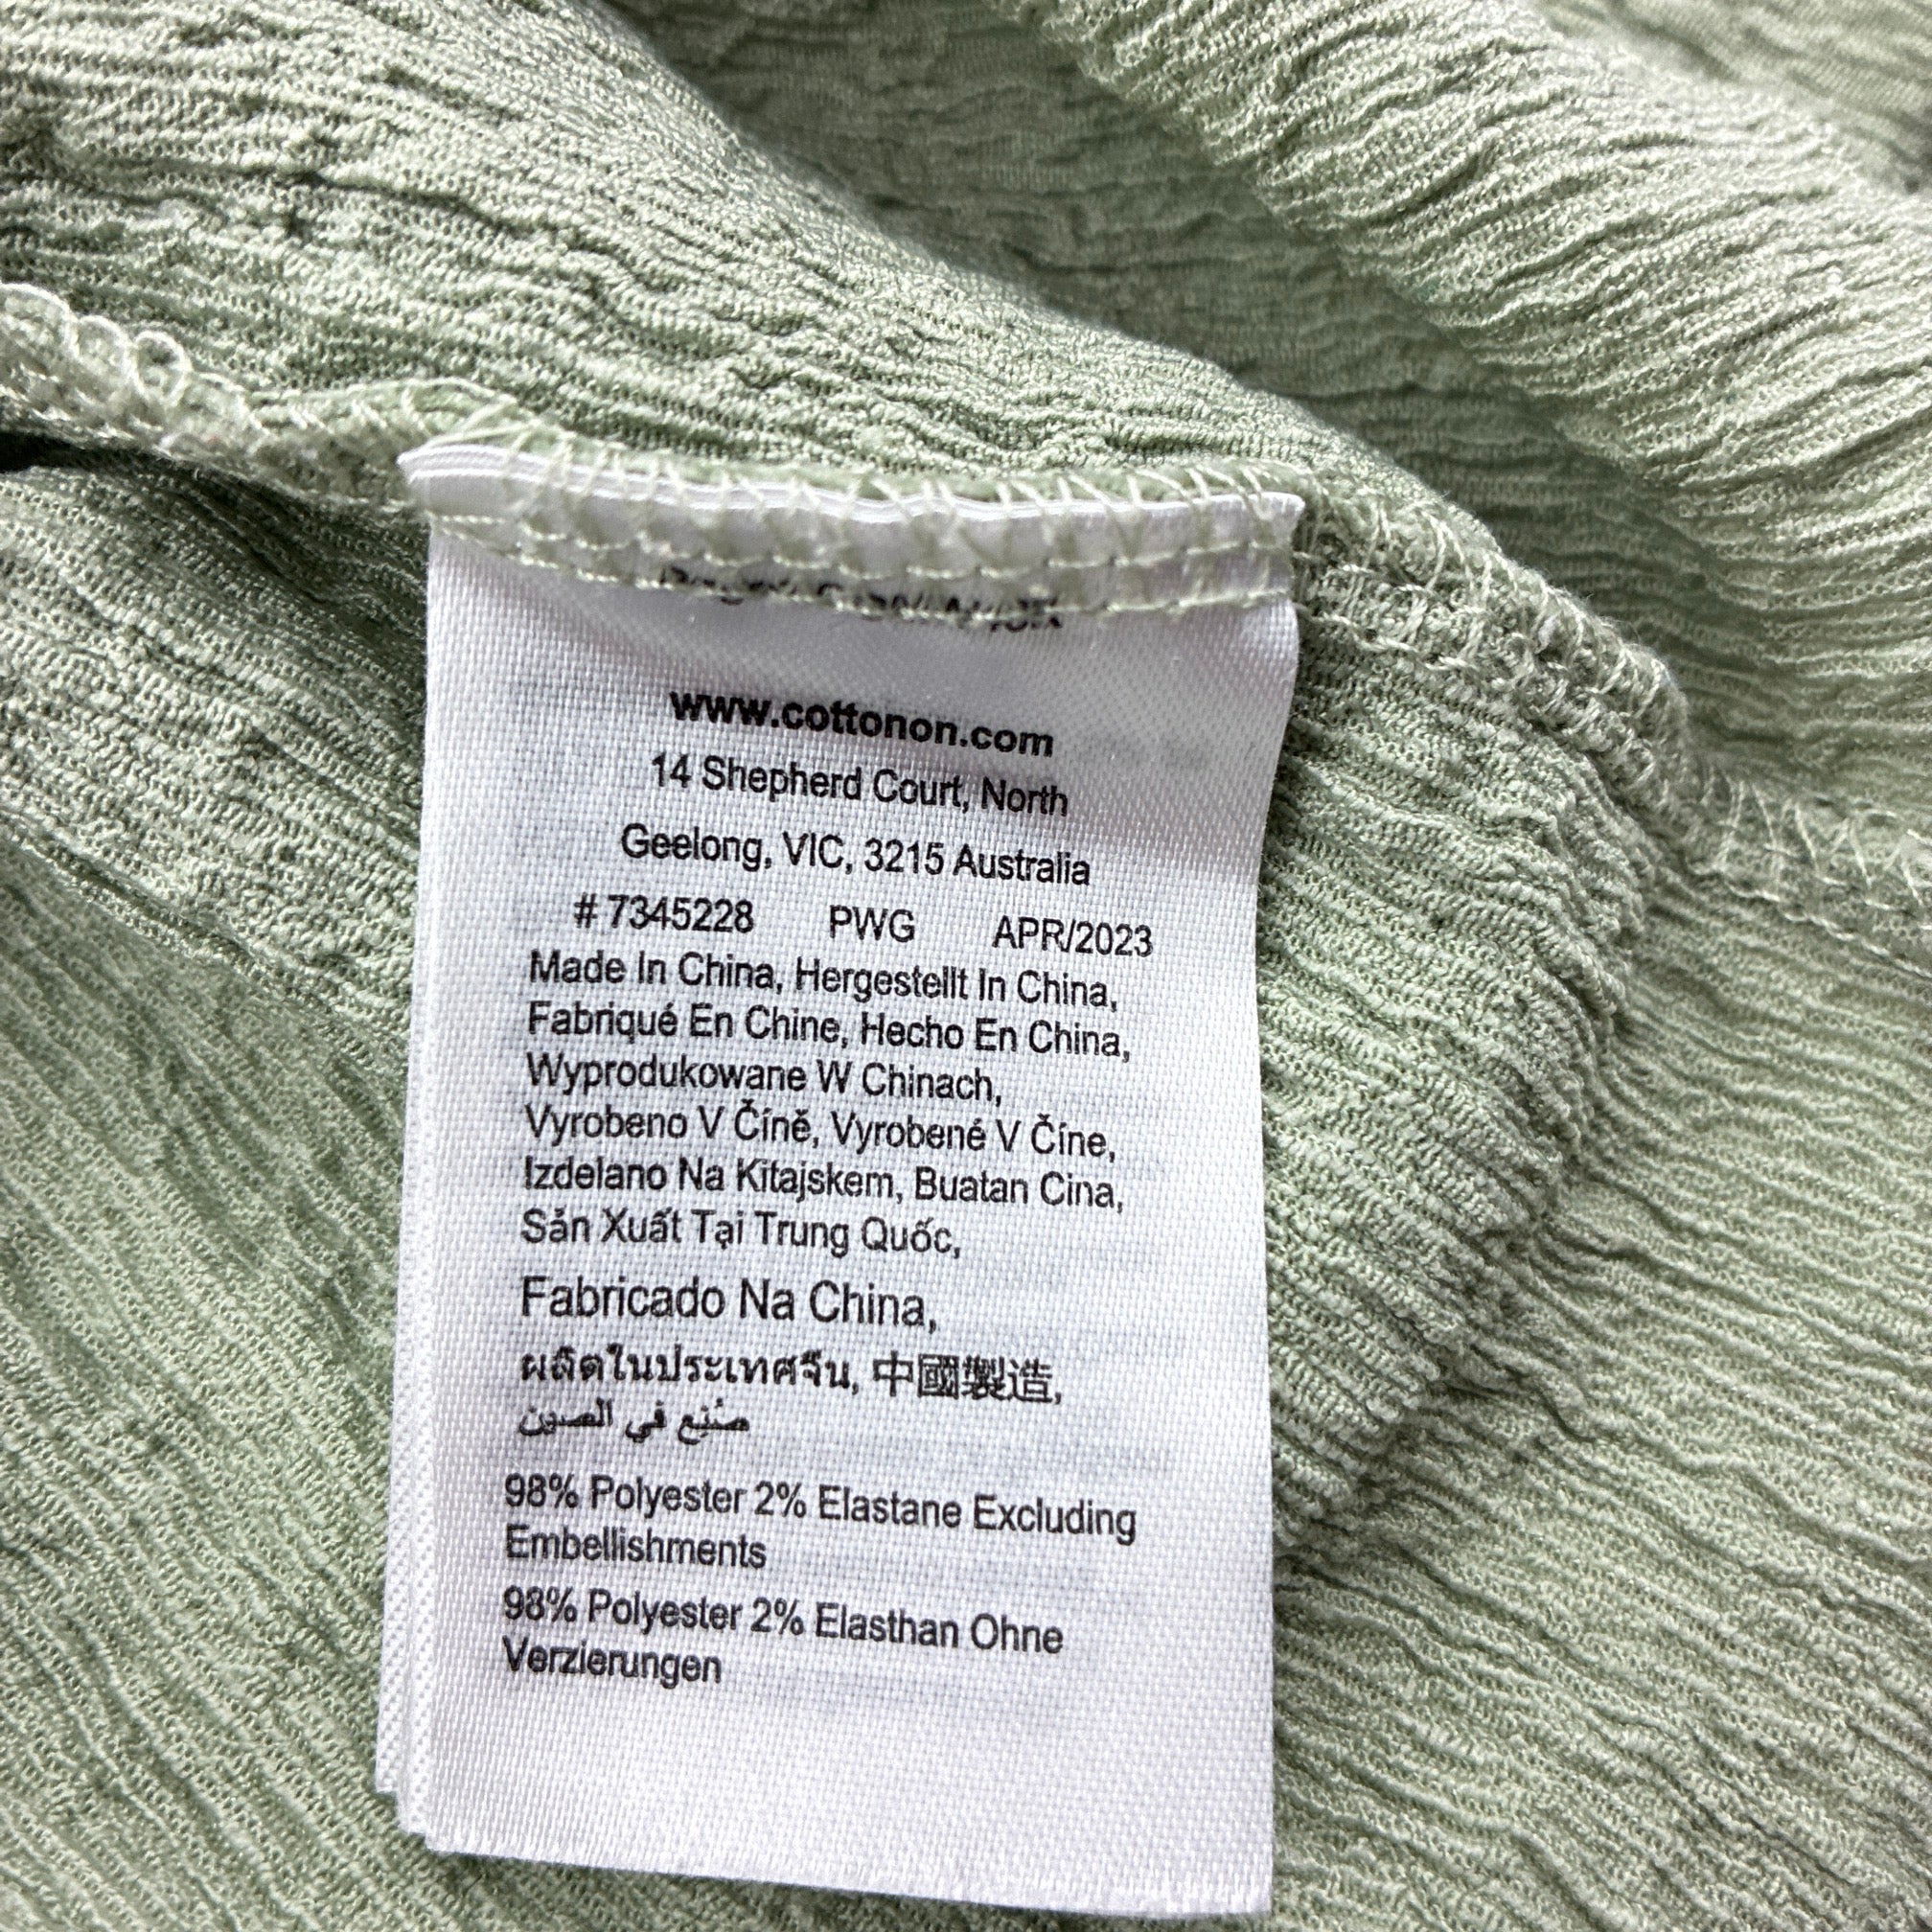 www.cottonon.com
14 Shepherd Court, North
Geelong, VIC, 3215 Australia
# 7345228 PWG APR/2023
Made In China, Hergestellt In China,
Fabriqué En Chine, Hecho En China,
Wyprodukowane W Chinach,
Vyrobeno V Číně, Vyrobené V Číne,
Izdelano Na Kitajskem, Buatan Cina,
Sản Xuất Tại Trung Quốc,
Fabricado Na China,
ผลิตในประเทศจีน, 中國製造,
صنع في الصين
98% Polyester 2% Elastane Excluding
Embellishments
98% Polyester 2% Elasthan Ohne
Verzierungen